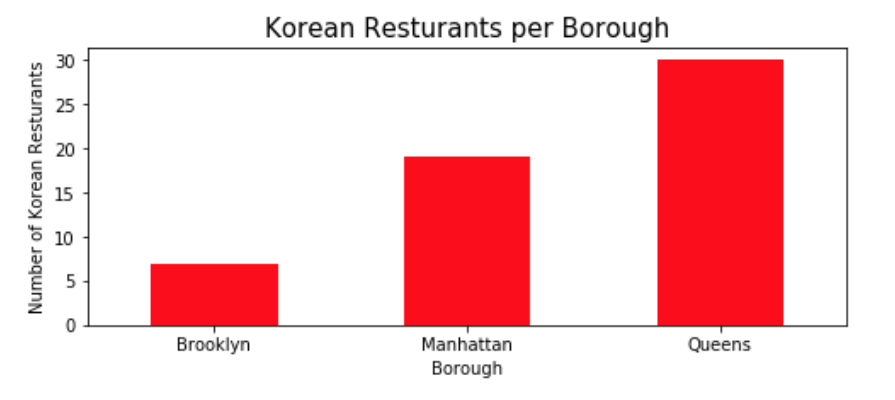 Korean Resturants per Borough
Number of Korean Resturants
30
25
20
15
10
5
0
Brooklyn Manhattan Queens
Borough